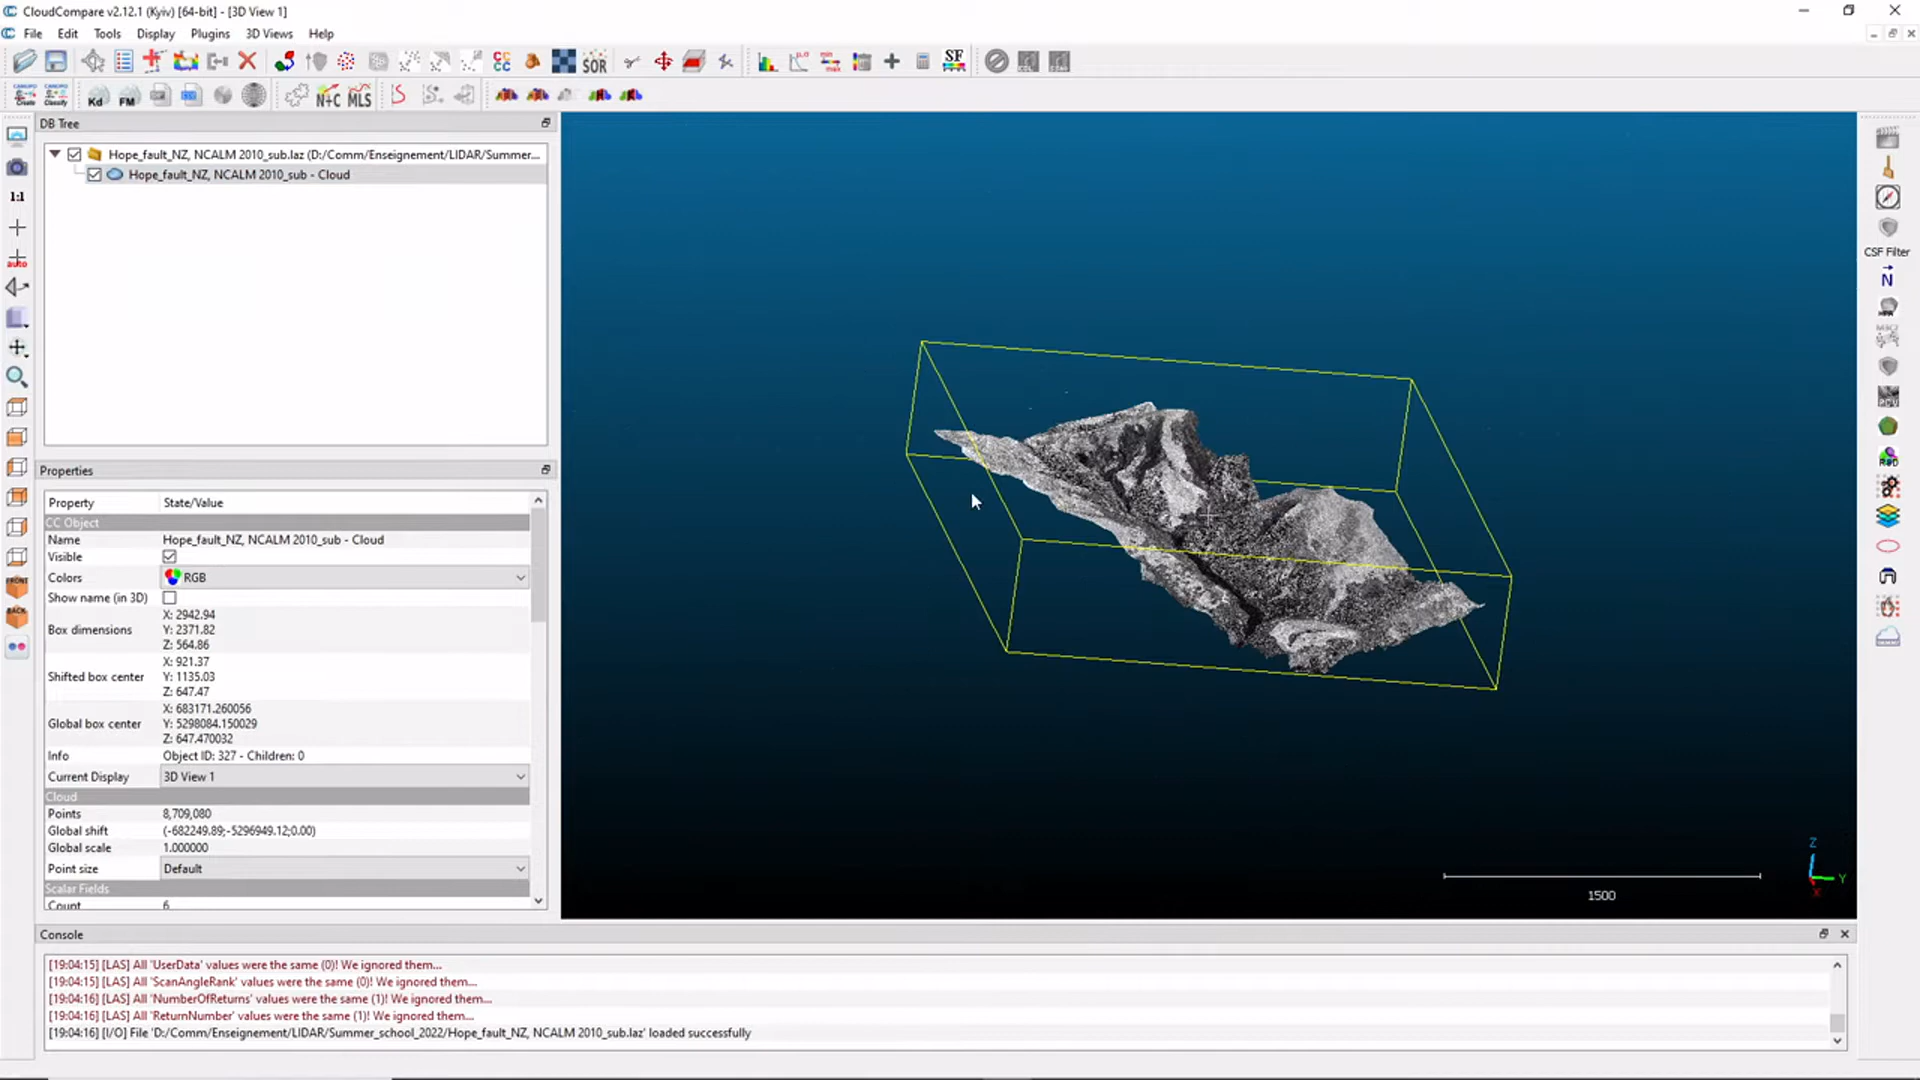 CloudCompare v2.12.1 (Kyiv) [64-bit] - [3D View 1]
File Edit Tools Display Plugins 3D Views Help
CC
SOR
SF
Kd FM N+C MLS
DB Tree
Hope_fault_NZ, NCALM 2010_sub.laz (D:/Comm/Enseignement/LIDAR/Summer...
Hope_fault_NZ, NCALM 2010_sub - Cloud
1:1
auto
CSF Filter
N
Properties
Property State/Value
CC Object
Name Hope_fault_NZ, NCALM 2010_sub - Cloud
Visible
Colors RGB
Show name (in 3D)
Box dimensions X: 2942.94
Y: 2371.82
Z: 564.86
Shifted box center X: 921.37
Y: 1135.03
Z: 647.47
Global box center X: 683171.260056
Y: 5298084.150029
Z: 647.470032
Info Object ID: 327 - Children: 0
Current Display 3D View 1
Cloud
Points 8,709,080
Global shift (-682249.89;-5296949.12;0.00)
Global scale 1.000000
Point size Default
Scalar Fields
Count 6
FRONT
BACK
Z
Y
X
1500
Console
[19:04:15] [LAS] All 'UserData' values were the same (0)! We ignored them...
[19:04:15] [LAS] All 'ScanAngleRank' values were the same (0)! We ignored them...
[19:04:16] [LAS] All 'NumberOfReturns' values were the same (1)! We ignored them...
[19:04:16] [LAS] All 'ReturnNumber' values were the same (1)! We ignored them...
[19:04:16] [I/O] File 'D:/Comm/Enseignement/LIDAR/Summer_school_2022/Hope_fault_NZ, NCALM 2010_sub.laz' loaded successfully